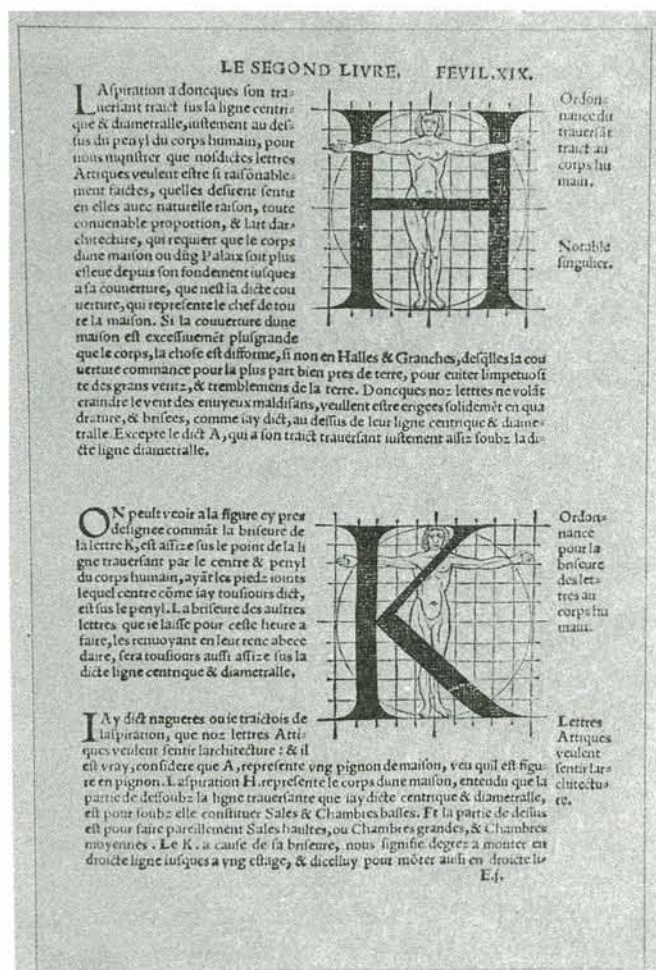 LE SEGOND LIVRE. FEVIL.XIX.
LAspiration a doncques son tra=
uersant traict sus la ligne centri=
que & diametralle, iustement au des=
sus du penyl du corps humain, pour
nous monstrer que nosdictes lettres
Attiques veulent estre si raisonable=
ment faictes, quelles desirent sentir
en elles auec naturelle raison, toute
conuenable proportion, & lart dar=
chitecture, qui requiert que le corps
dune maison ou dũg Palaix soit plus
esleue depuis son fondement iusques
a sa couuerture, que nest la dicte cou
uerture, qui represente le chef de tou
te la maison. Si la couuerture dune
maison est excessiuemẽt plusgrande
que le corps, la chose est difforme, si non en Halles & Granches, desq̃lles la cou
uerture commance pour la plus part bien pres de terre, pour euiter limpetuosi
te des grans ventz, & tremblemens de la terre. Doncques noz lettres ne volãt
craindre le vent des enuyeux maldisans, veullent estre erigees solidemẽt en qua
drature, & brisees, comme iay dict, au dessus de leur ligne centrique & diame=
tralle. Excepte le dict A, qui a son traict trauersant iustement assiz soubz la di=
cte ligne diametralle.
Ordon=
nance du
trauersãt
traict au
corps hu
main.
Notable
singulier.
ON peult veoir a la figure cy pres
designee commãt la briseure de
la lettre K, est assize sus le point de la li
gne trauersant par le centre & penyl
du corps humain, ayãt les piedz ioints
lequel centre cõme iay tousiours dict,
est sus le penyl. La briseure des aultres
lettres que ie laisse pour ceste heure a
faire, les renuoyant en leur renc abece
daire, sera tousiours aussi assize sus la
dicte ligne centrique & diametralle.
Ordon=
nance
pour la
briseure
des let=
tres au
corps hu
main.
IAy dict nagueres ou ie traictois de
laspiration, que noz lettres Atti=
ques veulent sentir larchitecture : & il
est vray, considere que A, represente vng pignon de maison, veu quil est figu=
re en pignon. Laspiration H. represente le corps dune maison, entendu que la
partie de dessoubz la ligne trauersante que iay dicte centrique & diametralle,
est pour soubz elle constituer Sales & Chambres basses. Et la partie de dessus
est pour faire pareillement Sales haultes, ou Chambres grandes, & Chambres
moyennes . Le K. a cause de sa briseure, nous signifie degrez a monter en
droicte ligne iusques a vng estage, & dicelluy pour mõter aussi en droicte li=
E.j.
Lettres
Attiques
veulent
sentir lar=
chitectu=
re.